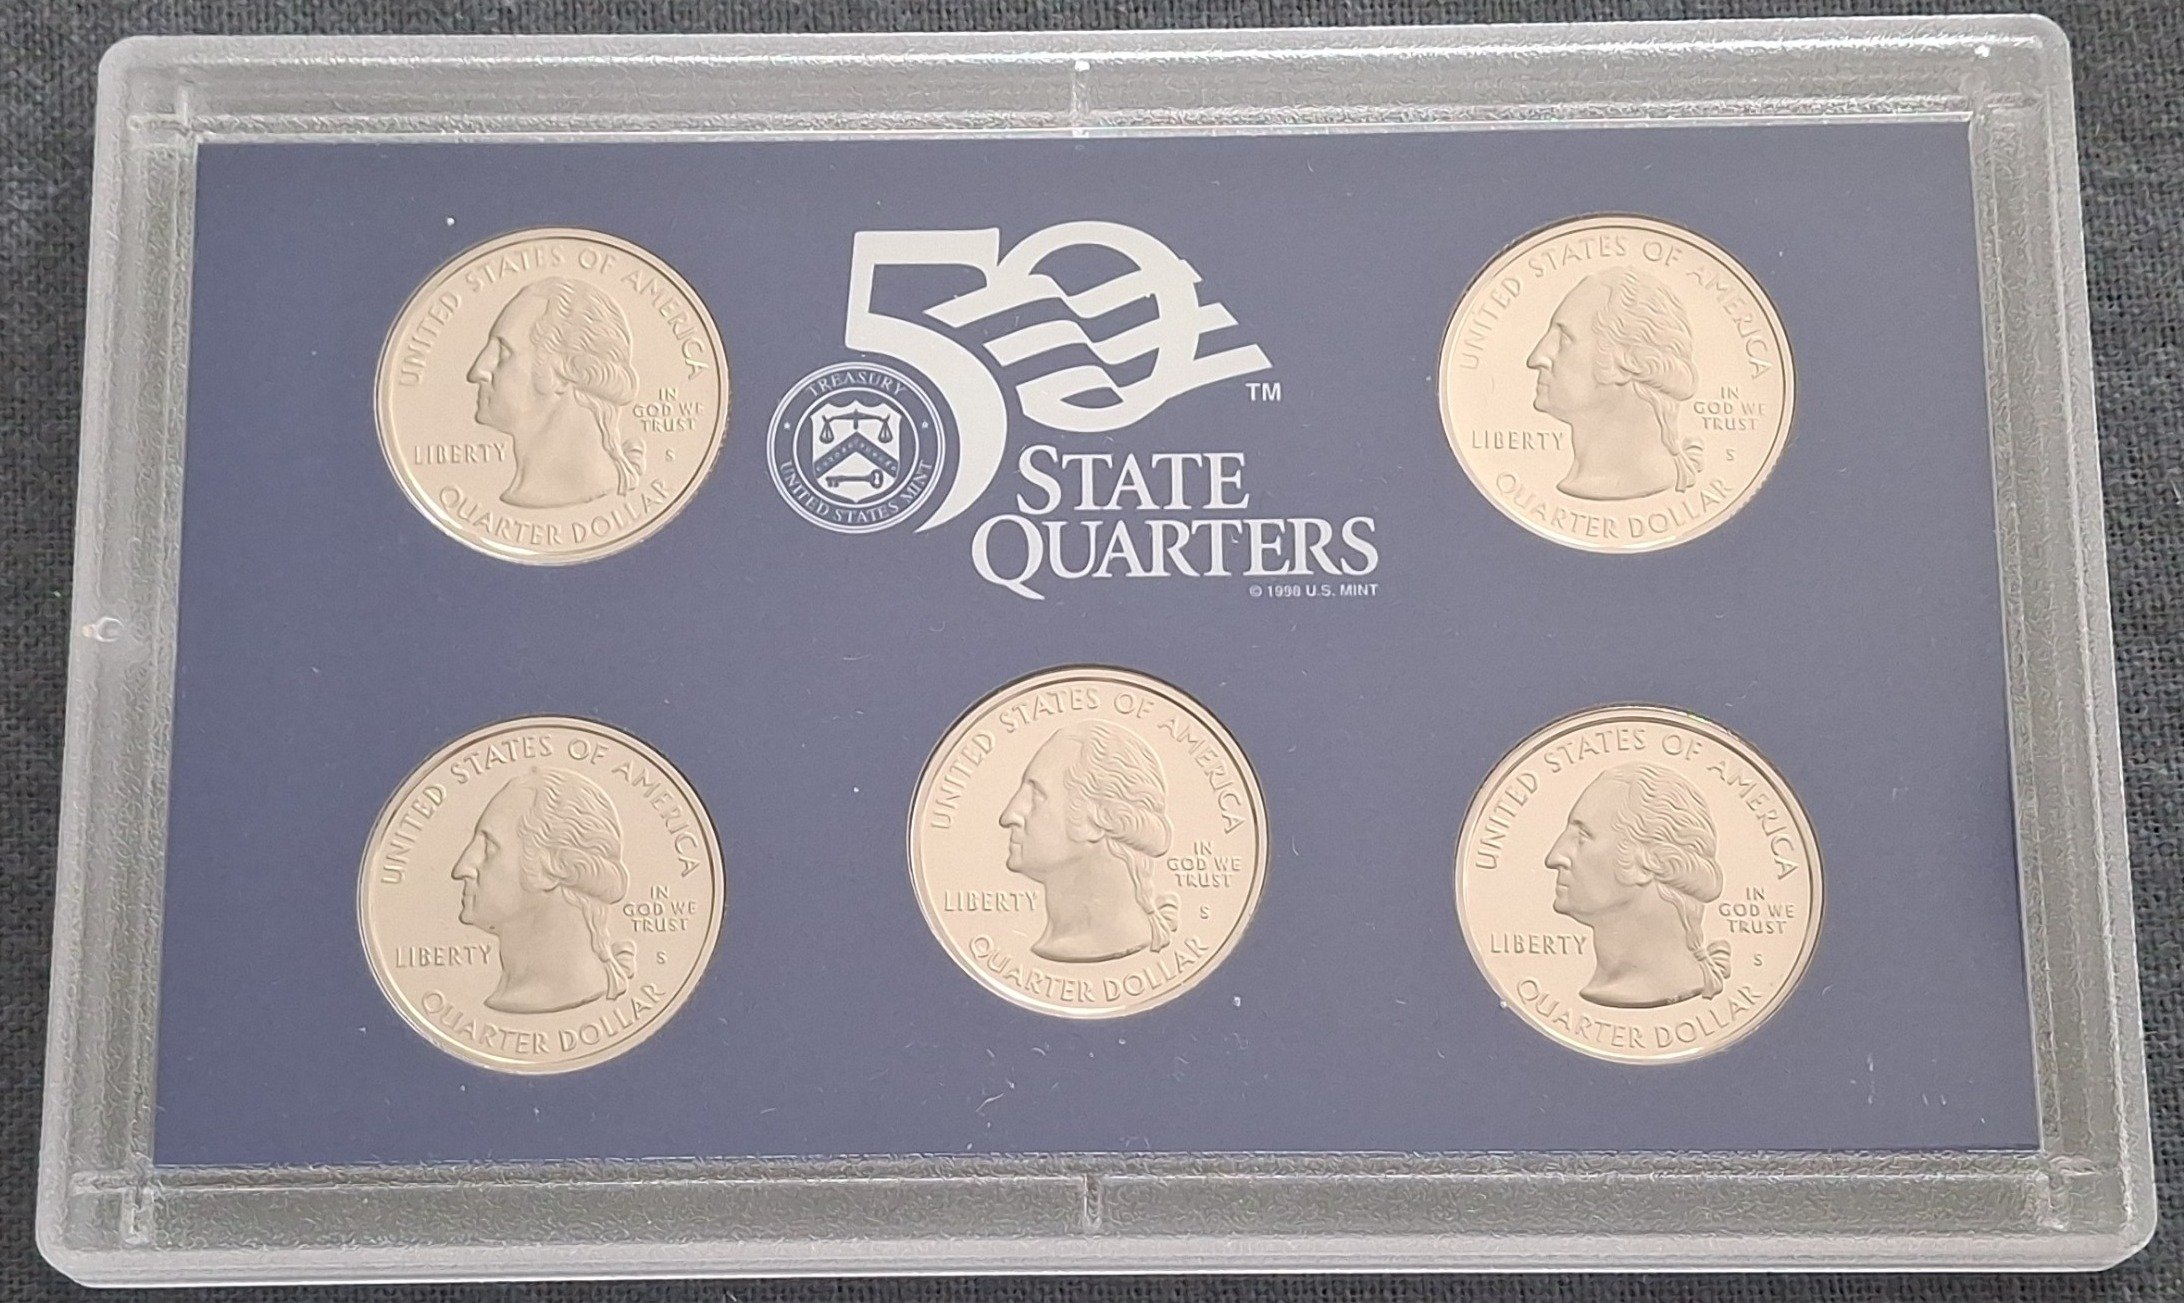 UNITED STATES OF AMERICA
IN
GOD WE
TRUST
LIBERTY
S
QUARTER DOLLAR
50
TM
TREASURY
UNITED STATES MINT
STATE
QUARTERS
© 1998 U.S. MINT
UNITED STATES OF AMERICA
IN
GOD WE
TRUST
LIBERTY
S
QUARTER DOLLAR
UNITED STATES OF AMERICA
IN
GOD WE
TRUST
LIBERTY
S
QUARTER DOLLAR
UNITED STATES OF AMERICA
IN
GOD WE
TRUST
LIBERTY
S
QUARTER DOLLAR
UNITED STATES OF AMERICA
IN
GOD WE
TRUST
LIBERTY
S
QUARTER DOLLAR